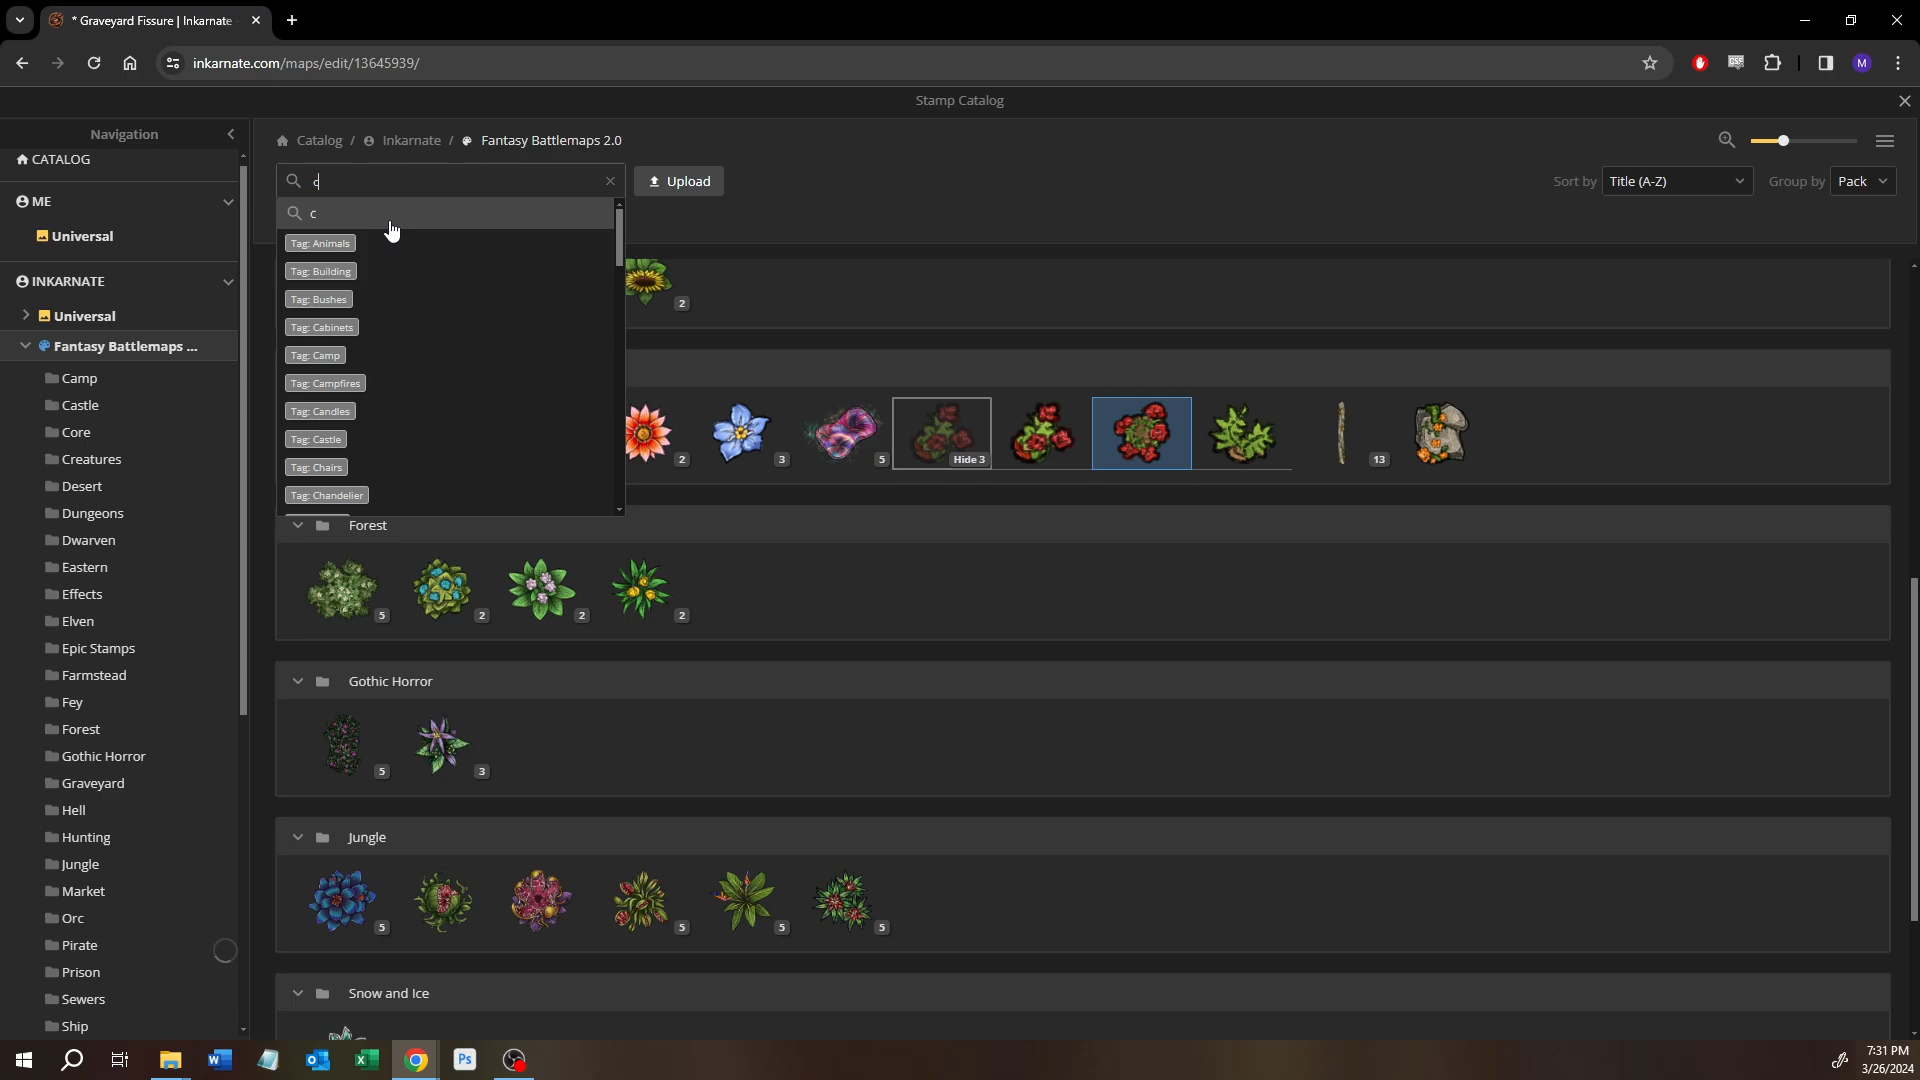 * Graveyard Fissure | Inkarnate -
inkarnate.com/maps/edit/13645939/
M
Stamp Catalog
Navigation
Catalog / Inkarnate / Fantasy Battlemaps 2.0
CATALOG
c
Upload
Sort by Title (A-Z)
Group by Pack
ME
Universal
INKARNATE
Universal
Fantasy Battlemaps ...
Camp
Castle
Core
Creatures
Desert
Dungeons
Dwarven
Eastern
Effects
Elven
Epic Stamps
Farmstead
Fey
Forest
Gothic Horror
Graveyard
Hell
Hunting
Jungle
Market
Orc
Pirate
Prison
Sewers
Ship
c
Tag: Animals
Tag: Building
Tag: Bushes
Tag: Cabinets
Tag: Camp
Tag: Campfires
Tag: Candles
Tag: Castle
Tag: Chairs
Tag: Chandelier
2
2
3
5
Hide 3
13
Forest
5
2
2
2
Gothic Horror
5
3
Jungle
5
5
5
5
Snow and Ice
Ps
7:31 PM
3/26/2024